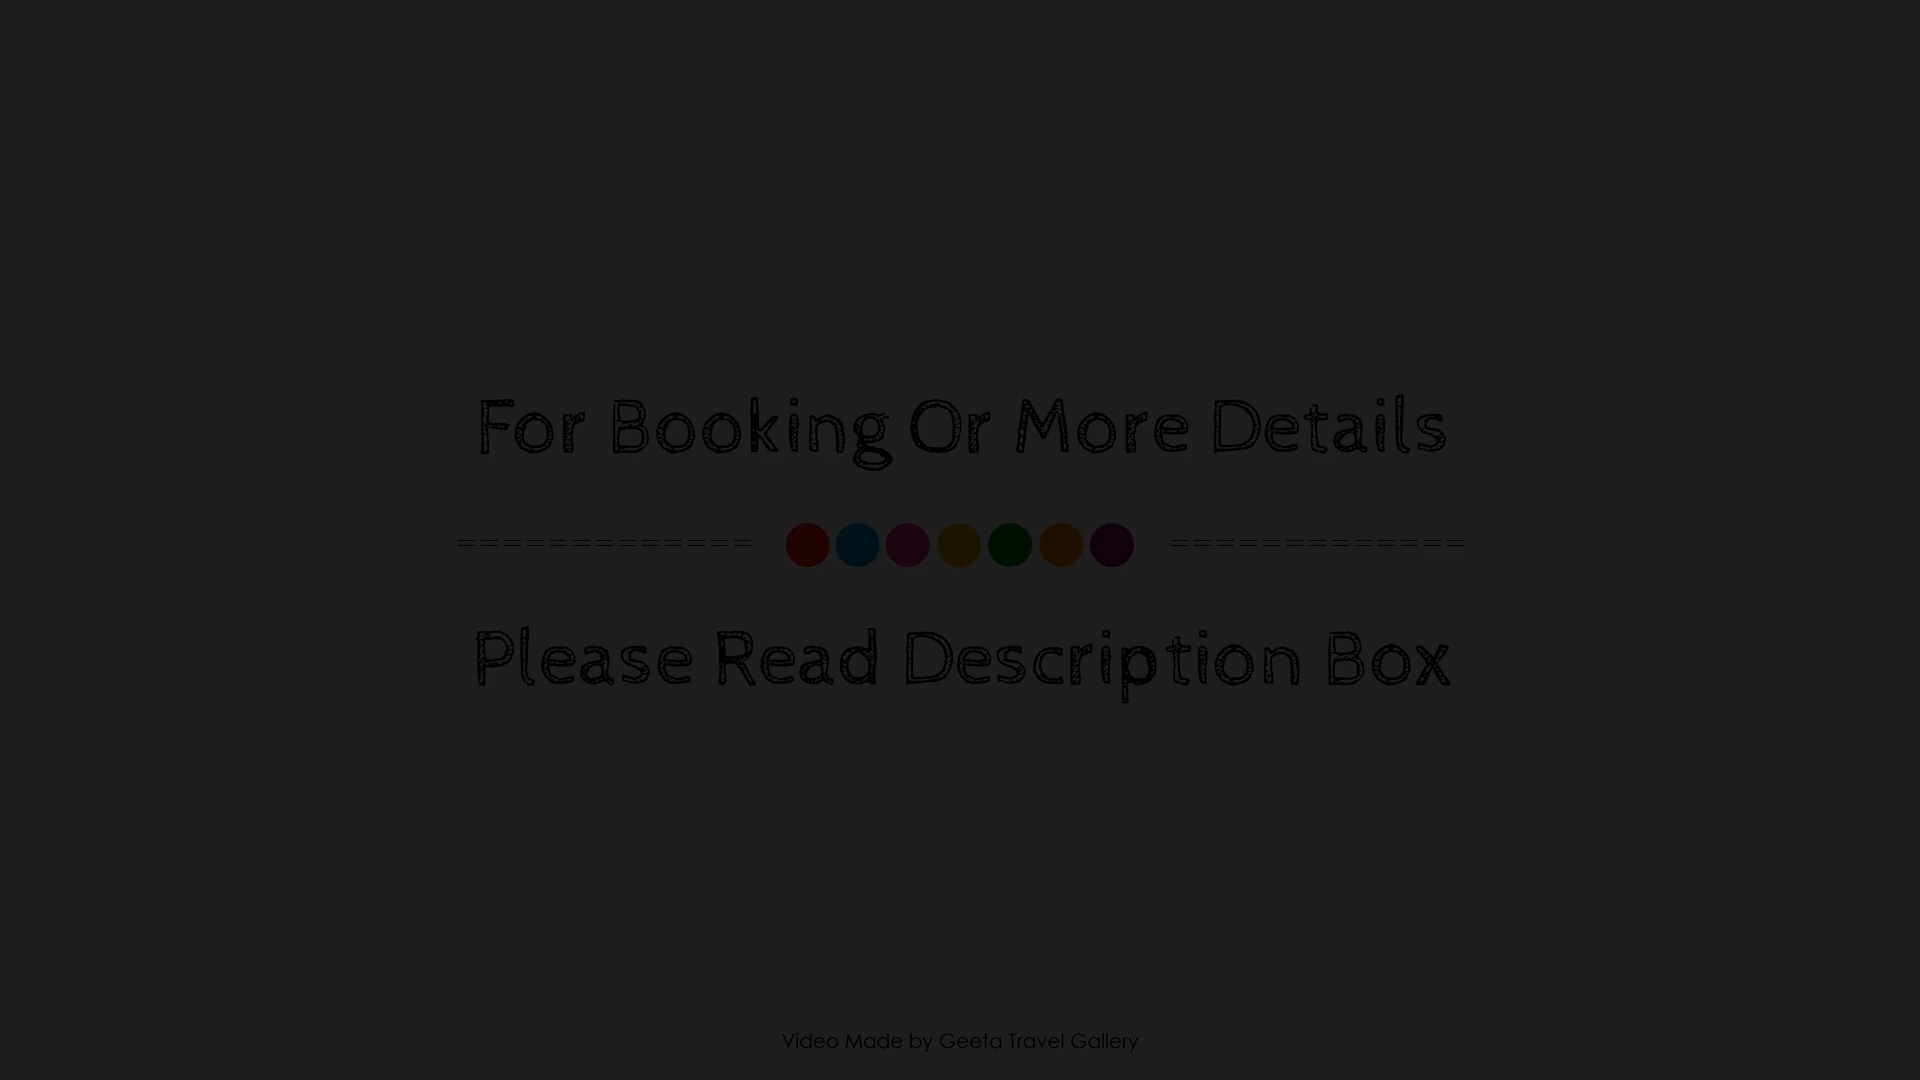 For Booking Or More Details
============= =============
Please Read Description Box
Video Made by Geeta Travel Gallery